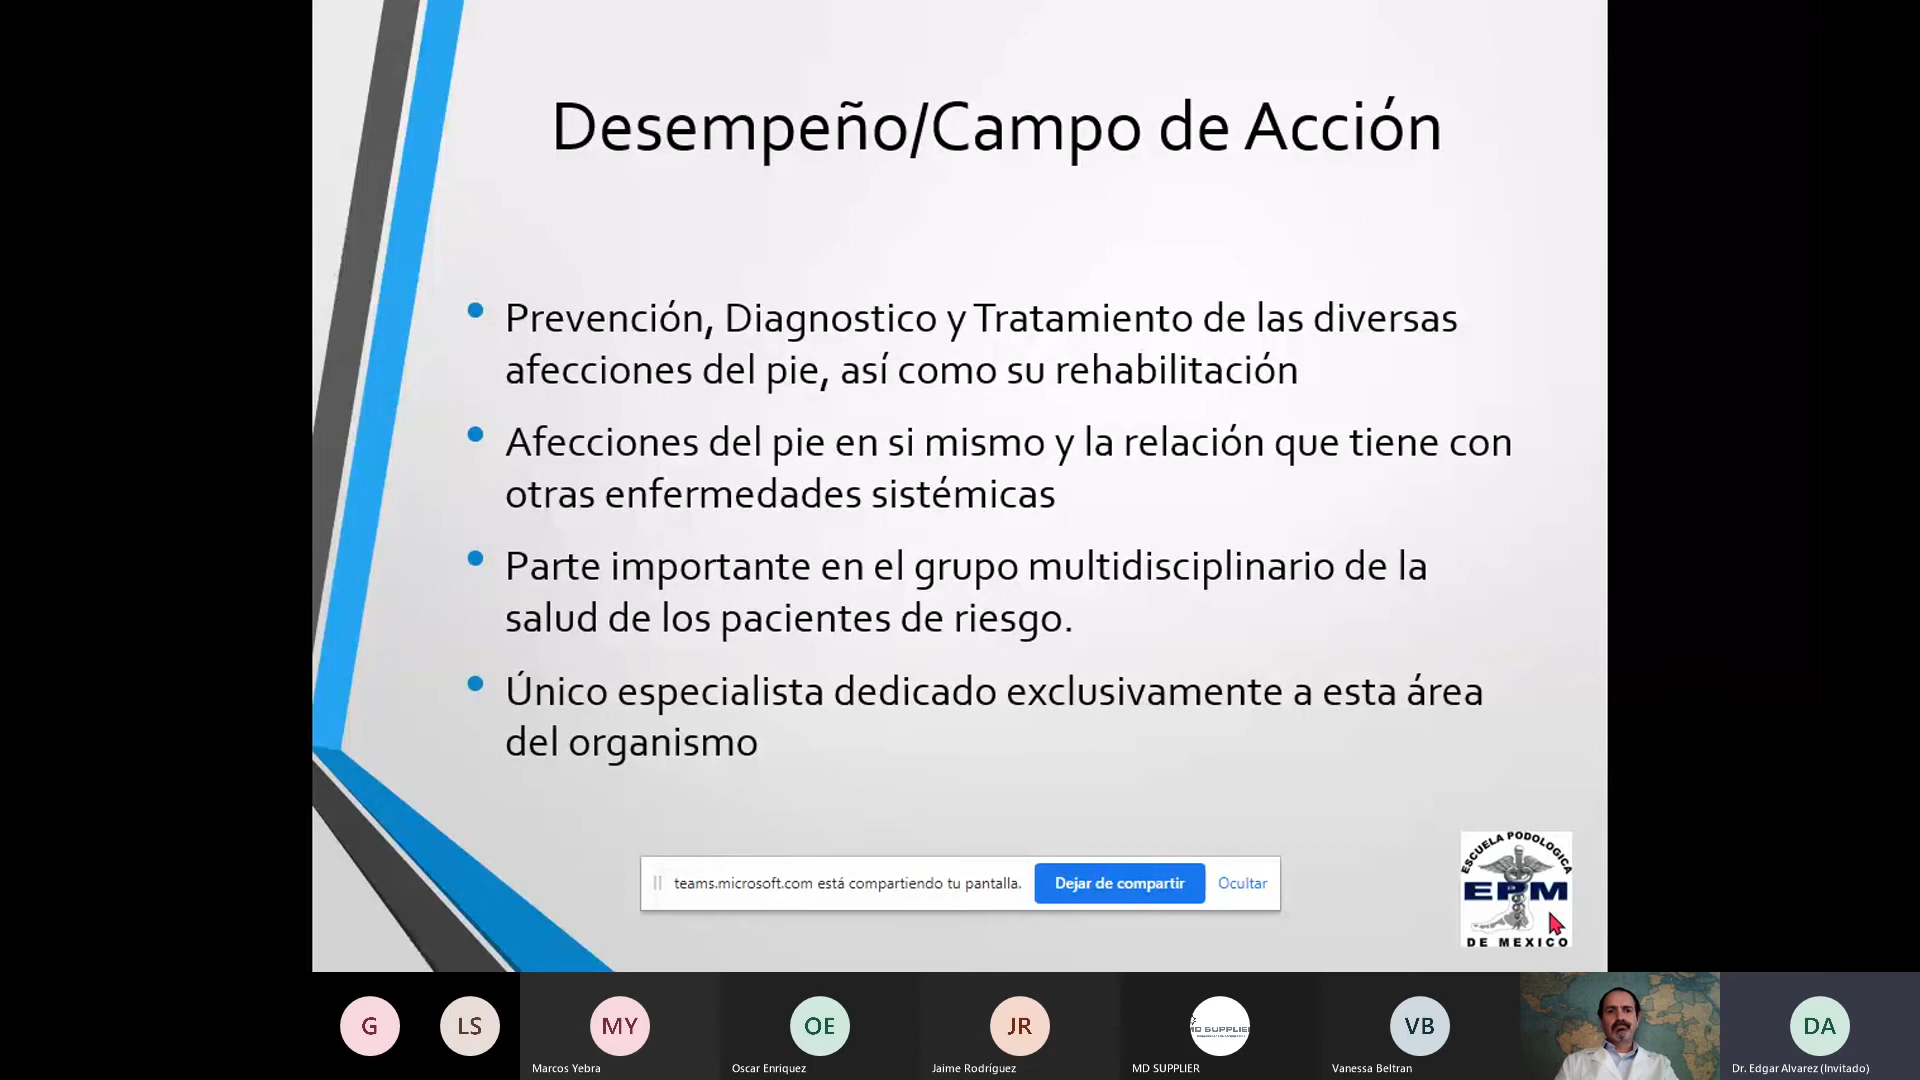 Desempeño/Campo de Acción
Prevención, Diagnostico y Tratamiento de las diversas
afecciones del pie, así como su rehabilitación
Afecciones del pie en si mismo y la relación que tiene con
otras enfermedades sistémicas
Parte importante en el grupo multidisciplinario de la
salud de los pacientes de riesgo.
Único especialista dedicado exclusivamente a esta área
del organismo
ESCUELA PODOLOGICA
EPM
DE MEXICO
teams.microsoft.com está compartiendo tu pantalla.
Dejar de compartir
Ocultar
G
LS
MY
OE
JR
MD SUPPLIER
VB
DA
Marcos Yebra
Oscar Enriquez
Jaime Rodríguez
MD SUPPLIER
Vanessa Beltran
Dr. Edgar Alvarez (Invitado)